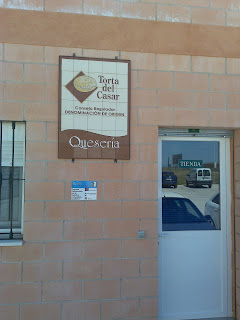 Torta
del
Casar
Consejo Regulador
DENOMINACIÓN DE ORIGEN
Quesería
TIENDA